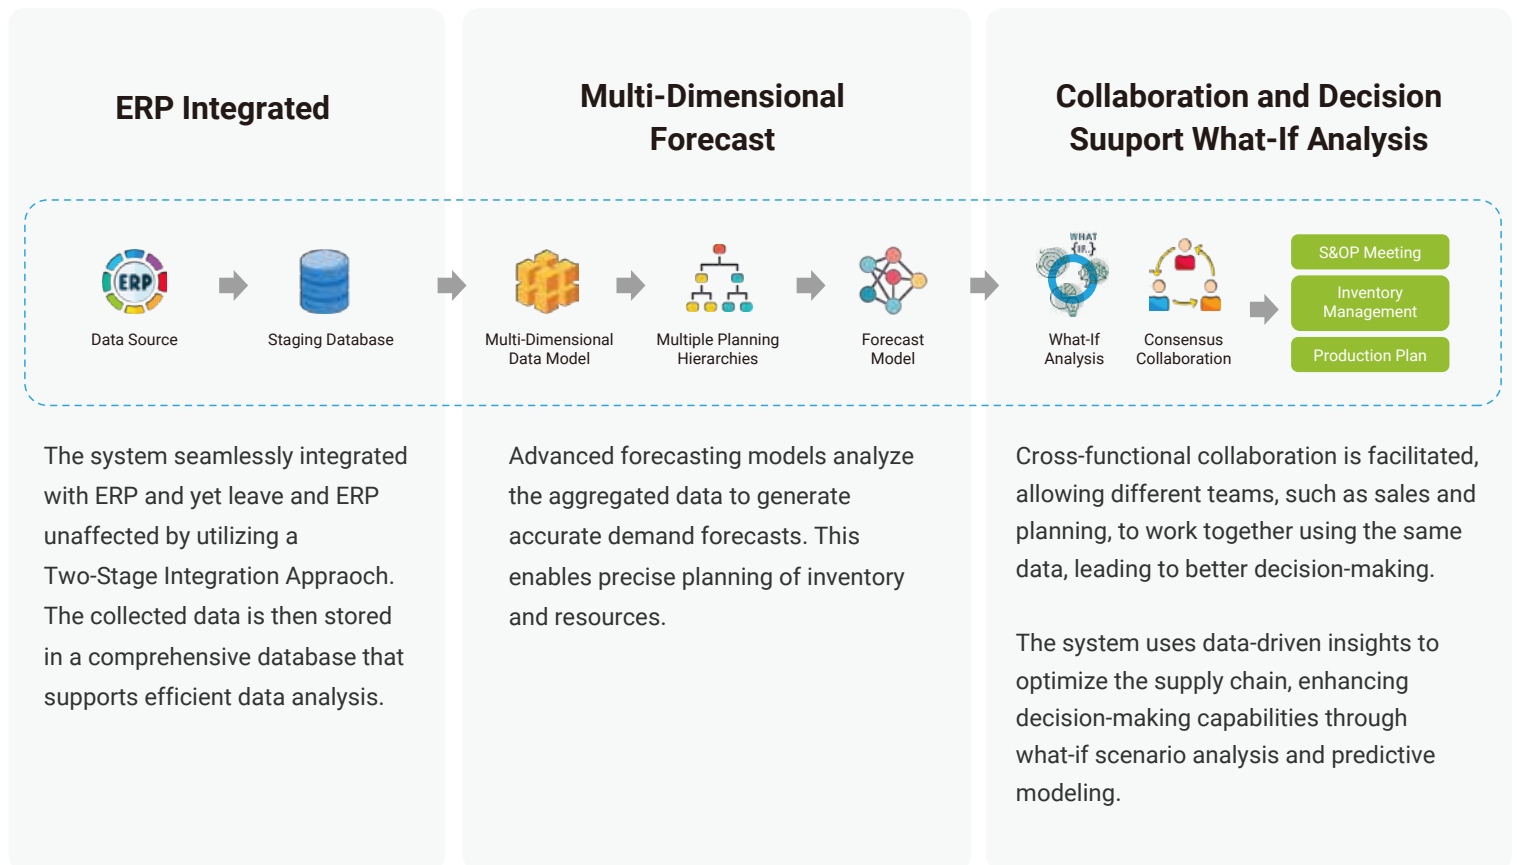 ERP Integrated
Multi-Dimensional
Forecast
Collaboration and Decision
Suuport What-If Analysis
ERP
Data Source
Staging Database
Multi-Dimensional
Data Model
Multiple Planning
Hierarchies
Forecast
Model
WHAT
{IF..}
What-If
Analysis
Consensus
Collaboration
S&OP Meeting
Inventory
Management
Production Plan
The system seamlessly integrated
with ERP and yet leave and ERP
unaffected by utilizing a
Two-Stage Integration Appraoch.
The collected data is then stored
in a comprehensive database that
supports efficient data analysis.
Advanced forecasting models analyze
the aggregated data to generate
accurate demand forecasts. This
enables precise planning of inventory
and resources.
Cross-functional collaboration is facilitated,
allowing different teams, such as sales and
planning, to work together using the same
data, leading to better decision-making.
The system uses data-driven insights to
optimize the supply chain, enhancing
decision-making capabilities through
what-if scenario analysis and predictive
modeling.